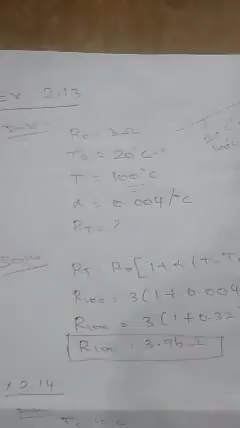 Ex 2.13
R₀ = 3Ω
T₀ = 20°C
T = 100°C
α = 0.004/°C
R_T = ?
R_T = R₀[1+α(T-T₀
R₁₀₀ = 3(1+0.004
R₁₀₀ = 3(1+0.32
R₁₀₀ = 3.96 Ω
x 2.14